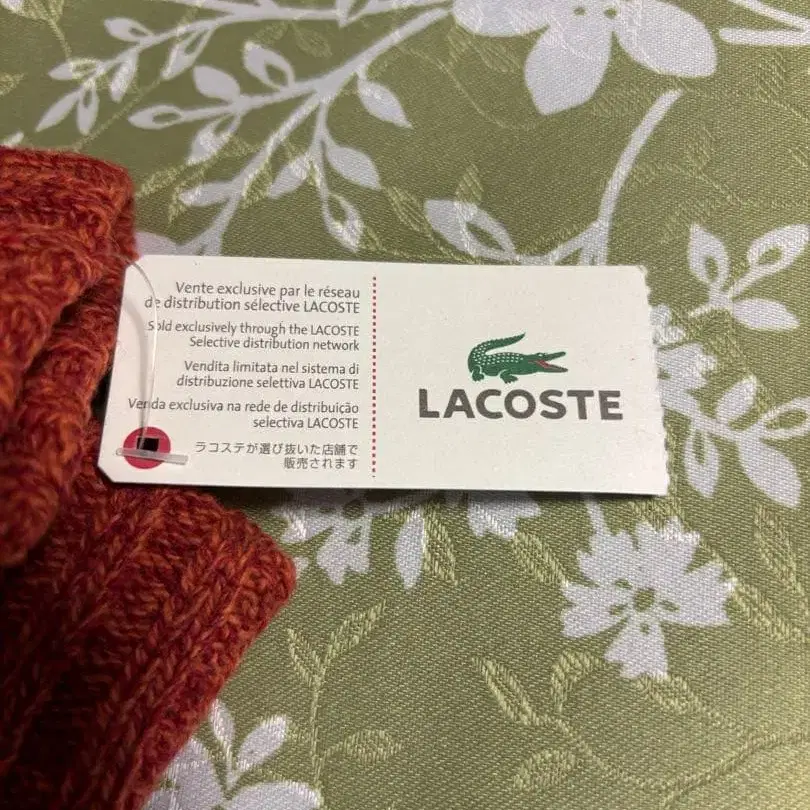 Vente exclusive par le réseau
de distribution sélective LACOSTE
Sold exclusively through the LACOSTE
Selective distribution network
Vendita limitata nel sistema di
distribuzione selettiva LACOSTE
Venda exclusiva na rede de distribuição
selectiva LACOSTE
ラコステが選び抜いた店舗で
販売されます
LACOSTE